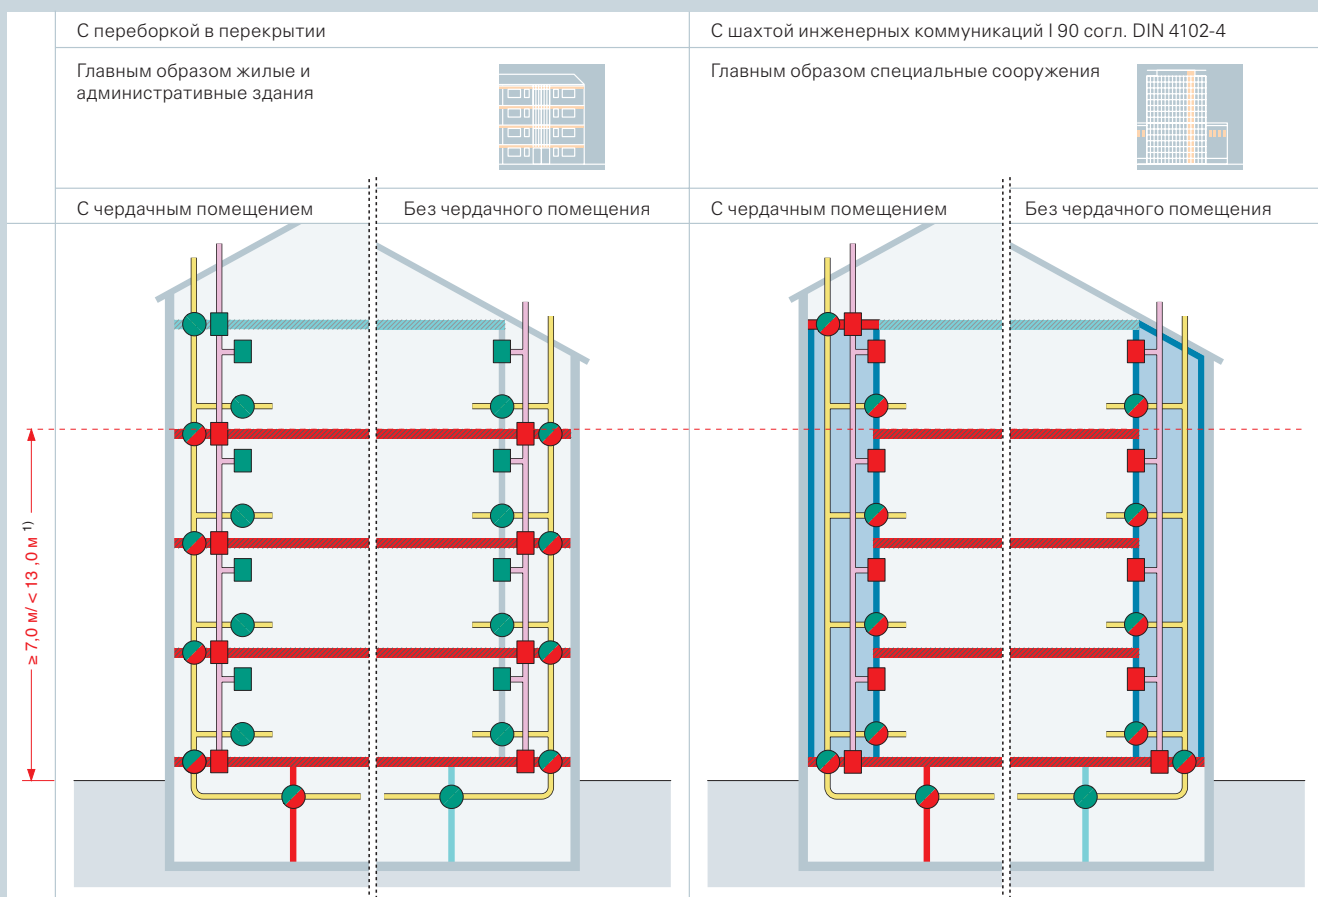 С переборкой в перекрытии
С шахтой инженерных коммуникаций I 90 согл. DIN 4102-4
Главным образом жилые и
административные здания
Главным образом специальные сооружения
С чердачным помещением
Без чердачного помещения
С чердачным помещением
Без чердачного помещения
≥ 7,0 м/ < 13 ,0 м ¹⁾